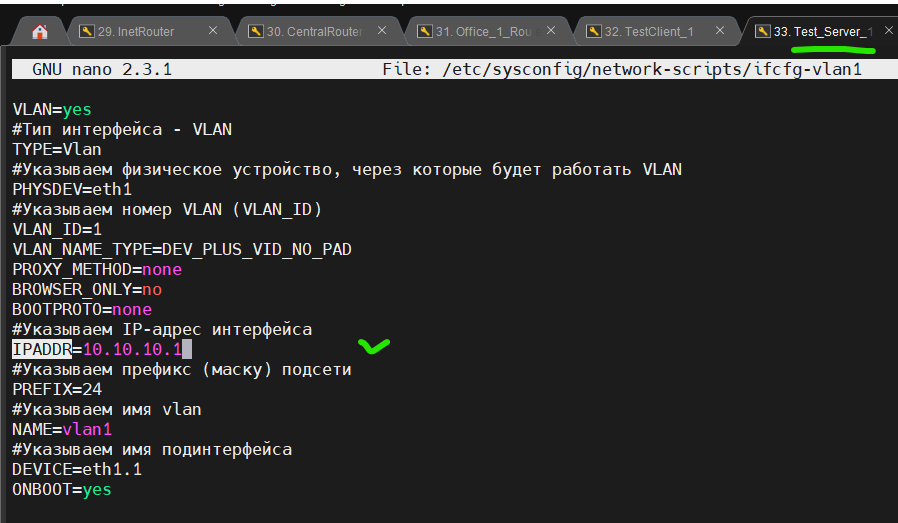 29. InetRouter
30. CentralRouter
31. Office_1_Rou
32. TestClient_1
33. Test_Server_1
GNU nano 2.3.1 File: /etc/sysconfig/network-scripts/ifcfg-vlan1
VLAN=yes
#Тип интерфейса - VLAN
TYPE=Vlan
#Указываем физическое устройство, через которые будет работать VLAN
PHYSDEV=eth1
#Указываем номер VLAN (VLAN_ID)
VLAN_ID=1
VLAN_NAME_TYPE=DEV_PLUS_VID_NO_PAD
PROXY_METHOD=none
BROWSER_ONLY=no
BOOTPROTO=none
#Указываем IP-адрес интерфейса
IPADDR=10.10.10.1
#Указываем префикс (маску) подсети
PREFIX=24
#Указываем имя vlan
NAME=vlan1
#Указываем имя подинтерфейса
DEVICE=eth1.1
ONBOOT=yes